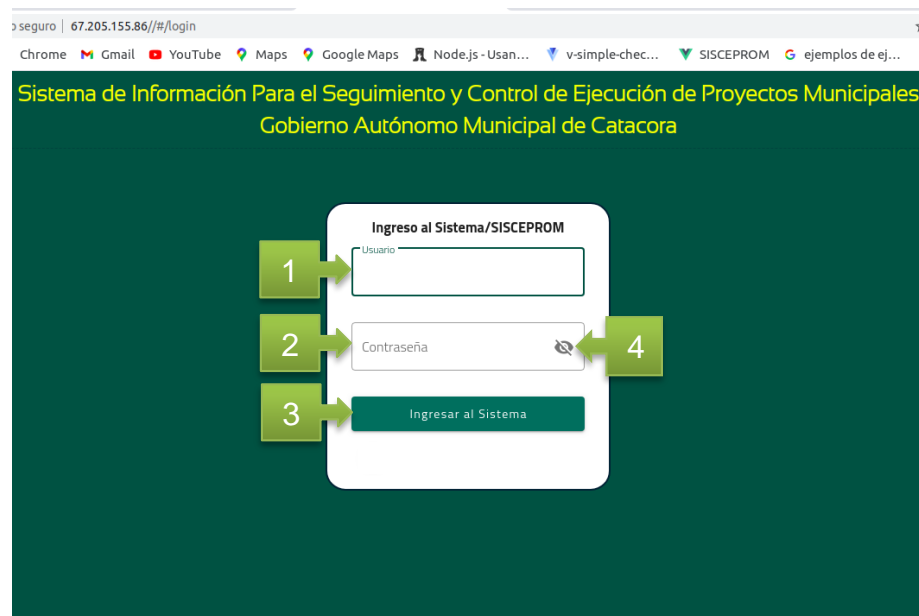 o seguro | 67.205.155.86//#/login
Chrome Gmail YouTube Maps Google Maps Node.js - Usan... v-simple-chec... SISCEPROM ejemplos de ej...
Sistema de Información Para el Seguimiento y Control de Ejecución de Proyectos Municipales
Gobierno Autónomo Municipal de Catacora
Ingreso al Sistema/SISCEPROM
Usuario
1
2
Contraseña
4
3
Ingresar al Sistema